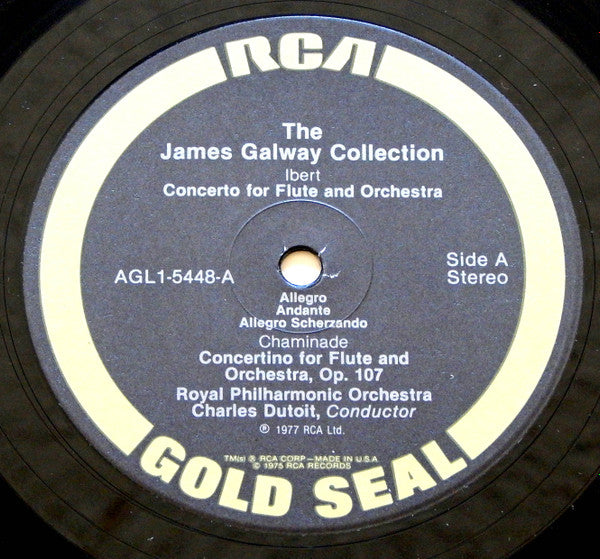 RCA
The
James Galway Collection
Ibert
Concerto for Flute and Orchestra
AGL1-5448-A
Side A
Stereo
Allegro
Andante
Allegro Scherzando
Chaminade
Concertino for Flute and
Orchestra, Op. 107
Royal Philharmonic Orchestra
Charles Dutoit, Conductor
℗ 1977 RCA Ltd.
TM(s) ® RCA CORP—MADE IN U.S.A
© 1975 RCA RECORDS
GOLD SEAL